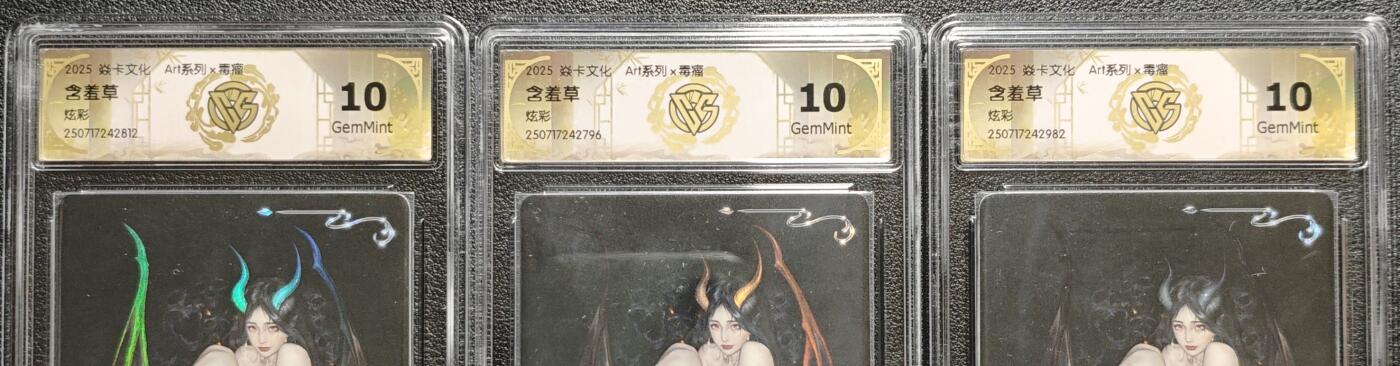 2025 焱卡文化 Art系列 x 毒瘤
含羞草
炫彩
250717242812
10
GemMint
2025 焱卡文化 Art系列 x 毒瘤
含羞草
炫彩
250717242796
10
GemMint
2025 焱卡文化 Art系列 x 毒瘤
含羞草
炫彩
250717242982
10
GemMint